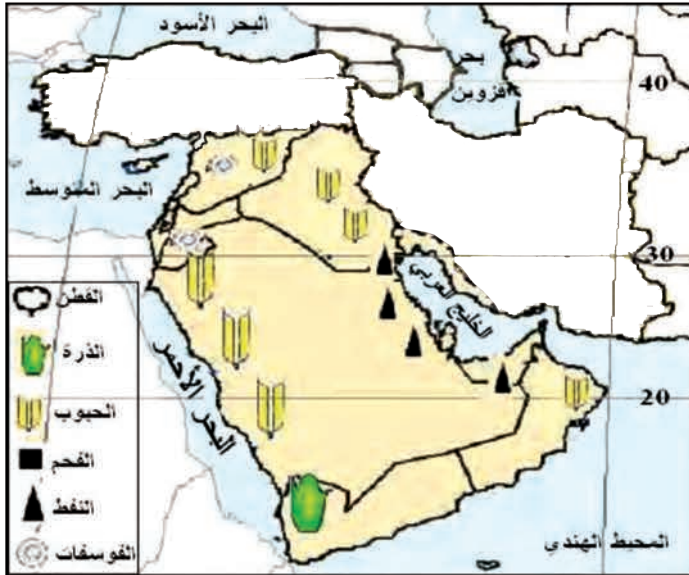 البحر الأسود
بحر
قزوين
40
البحر المتوسط
30
الخليج العربي
القطن
الذرة
البحر الأحمر
الحبوب
20
الفحم
النفط
المحيط الهندي
الفوسفات